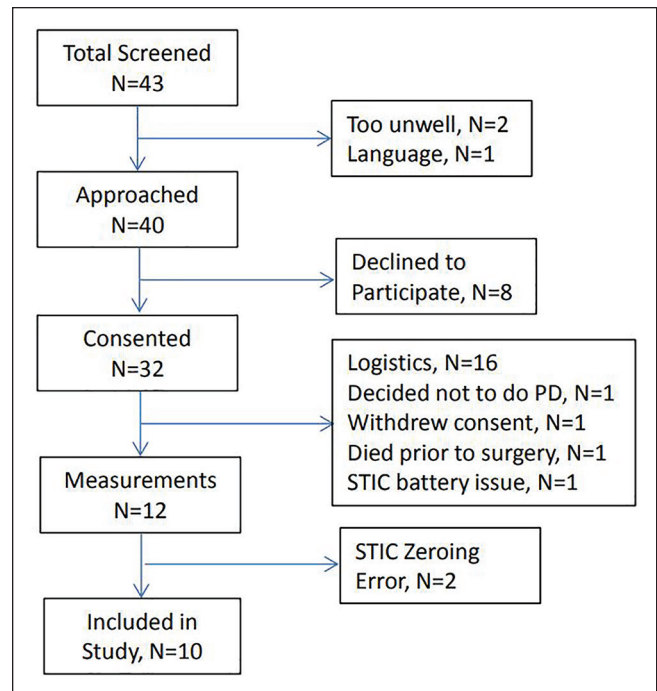 Total Screened
N=43
Too unwell, N=2
Language, N=1
Approached
N=40
Declined to
Participate, N=8
Consented
N=32
Logistics, N=16
Decided not to do PD, N=1
Withdrew consent, N=1
Died prior to surgery, N=1
STIC battery issue, N=1
Measurements
N=12
STIC Zeroing
Error, N=2
Included in
Study, N=10